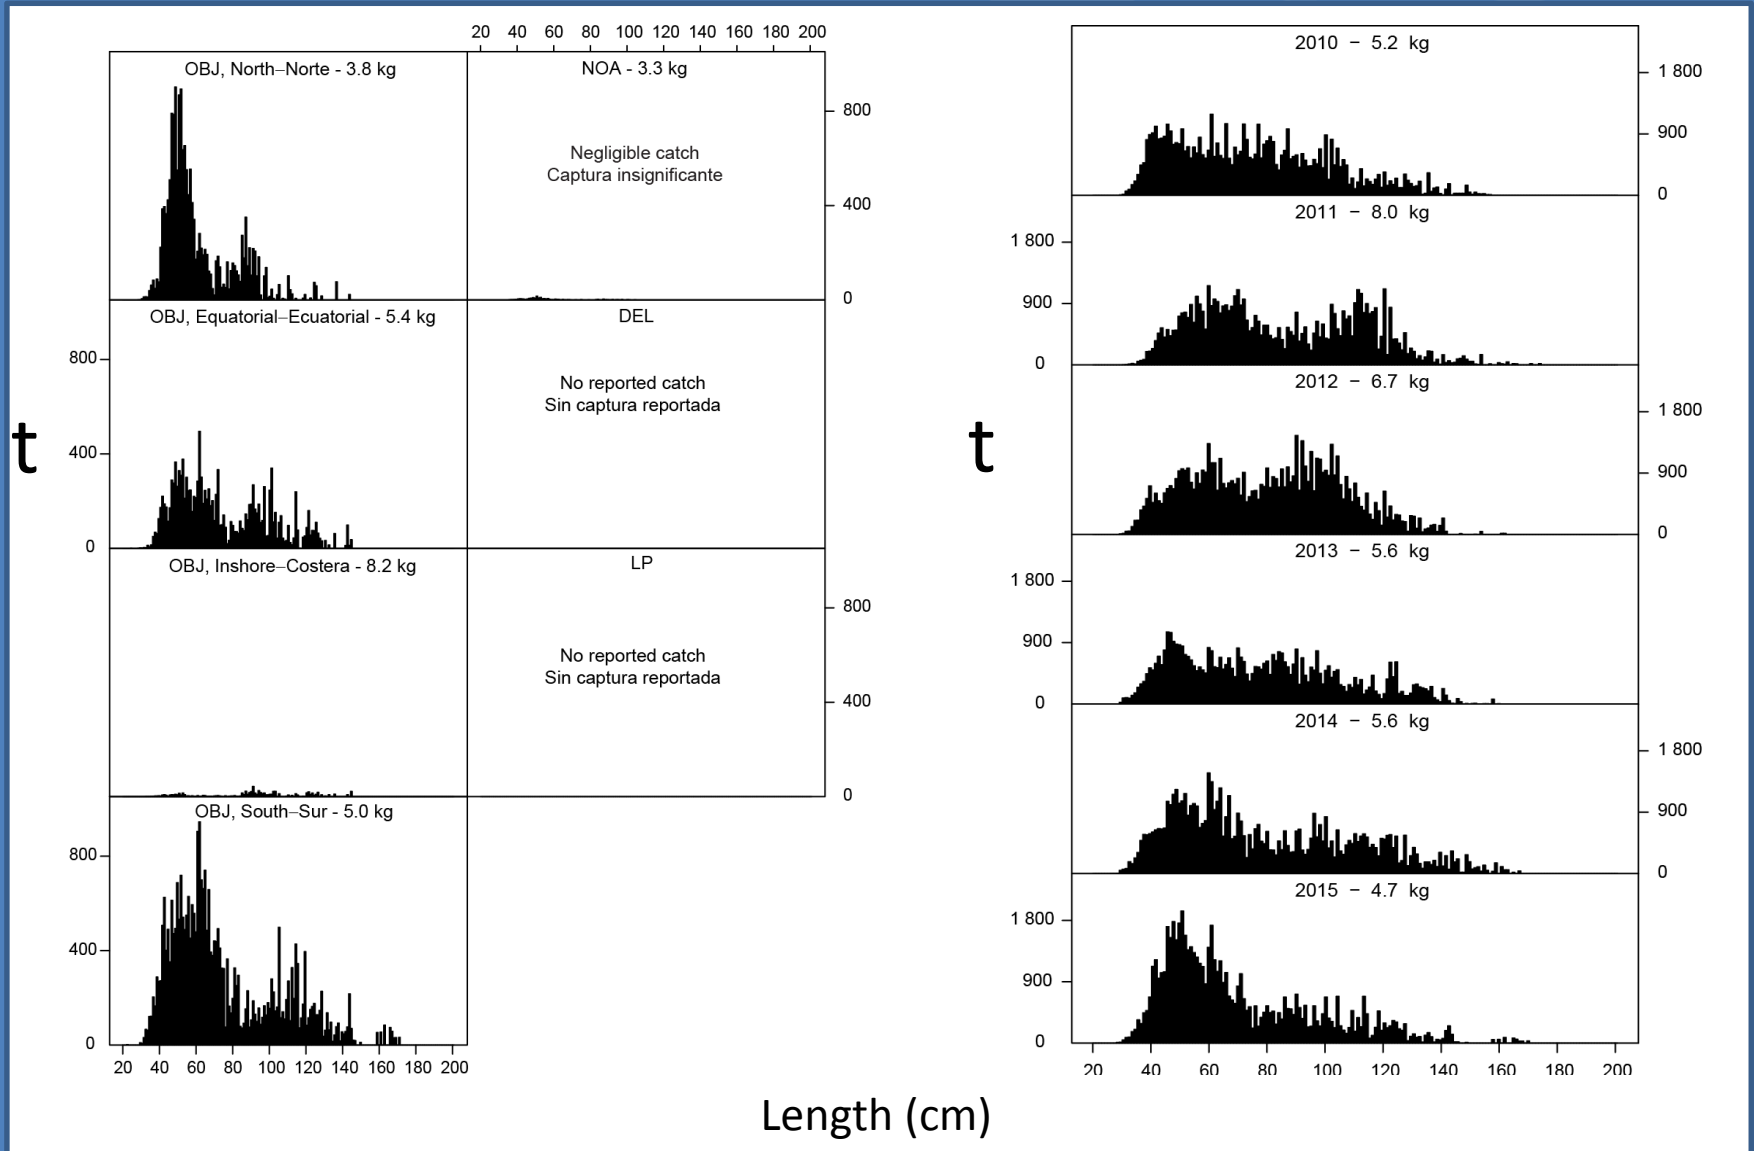 20 40 60 80 100 120 140 160 180 200
OBJ, North–Norte - 3.8 kg
NOA - 3.3 kg
Negligible catch
Captura insignificante
800
400
0
OBJ, Equatorial–Ecuatorial - 5.4 kg
DEL
No reported catch
Sin captura reportada
800
400
0
OBJ, Inshore–Costera - 8.2 kg
LP
No reported catch
Sin captura reportada
800
400
0
OBJ, South–Sur - 5.0 kg
800
400
0
20 40 60 80 100 120 140 160 180 200
t
2010 – 5.2 kg
1 800
900
0
2011 – 8.0 kg
1 800
900
0
2012 – 6.7 kg
1 800
900
0
2013 – 5.6 kg
1 800
900
0
2014 – 5.6 kg
1 800
900
0
2015 – 4.7 kg
1 800
900
0
20 40 60 80 100 120 140 160 180 200
t
Length (cm)